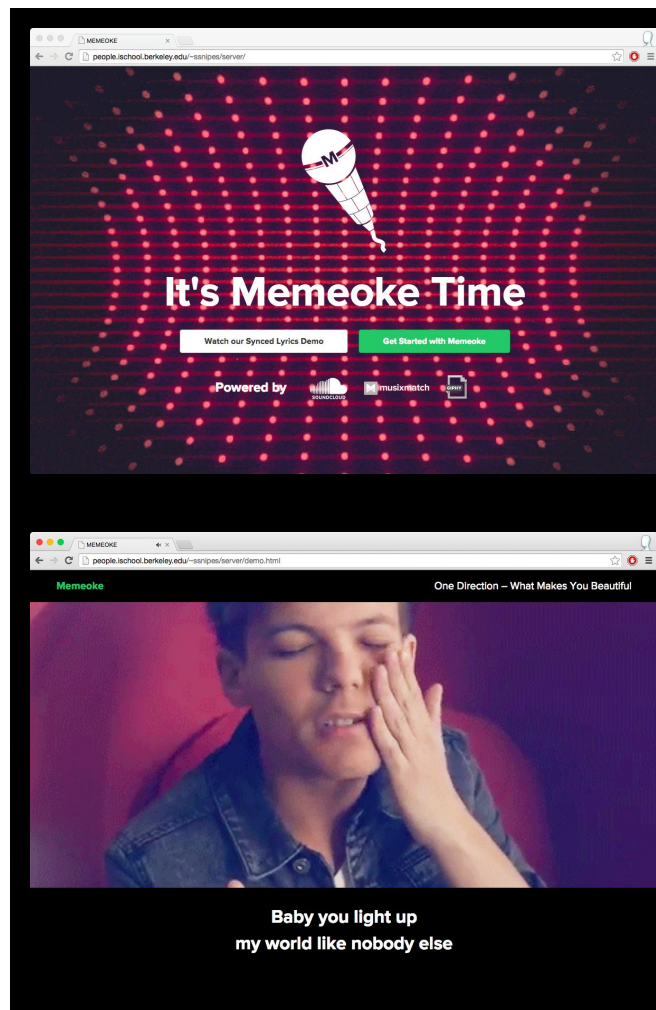 MEMEOKE
people.ischool.berkeley.edu/~ssnipes/server/
M
It's Memeoke Time
Watch our Synced Lyrics Demo
Get Started with Memeoke
Powered by
SOUNDCLOUD
musixmatch
GIPHY
MEMEOKE
people.ischool.berkeley.edu/~ssnipes/server/demo.html
Memeoke
One Direction – What Makes You Beautiful
Baby you light up
my world like nobody else